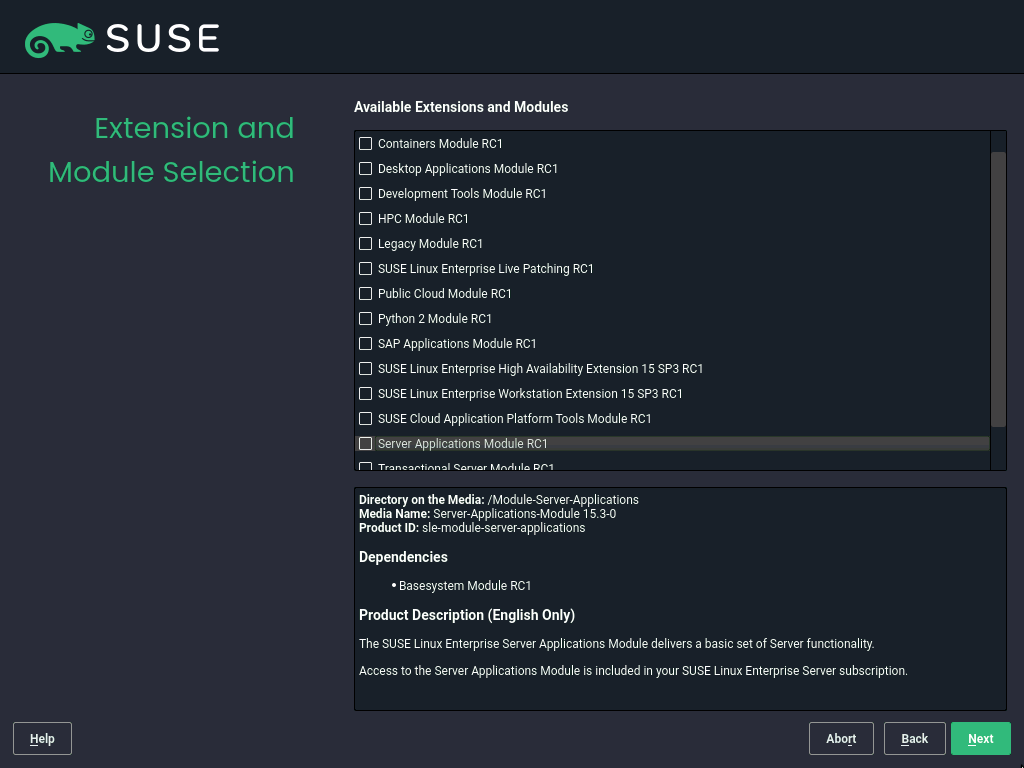 SUSE
Extension and
Module Selection
Available Extensions and Modules
Containers Module RC1
Desktop Applications Module RC1
Development Tools Module RC1
HPC Module RC1
Legacy Module RC1
SUSE Linux Enterprise Live Patching RC1
Public Cloud Module RC1
Python 2 Module RC1
SAP Applications Module RC1
SUSE Linux Enterprise High Availability Extension 15 SP3 RC1
SUSE Linux Enterprise Workstation Extension 15 SP3 RC1
SUSE Cloud Application Platform Tools Module RC1
Server Applications Module RC1
Transactional Server Module RC1
Directory on the Media: /Module-Server-Applications
Media Name: Server-Applications-Module 15.3-0
Product ID: sle-module-server-applications
Dependencies
• Basesystem Module RC1
Product Description (English Only)
The SUSE Linux Enterprise Server Applications Module delivers a basic set of Server functionality.
Access to the Server Applications Module is included in your SUSE Linux Enterprise Server subscription.
Help
Abort
Back
Next